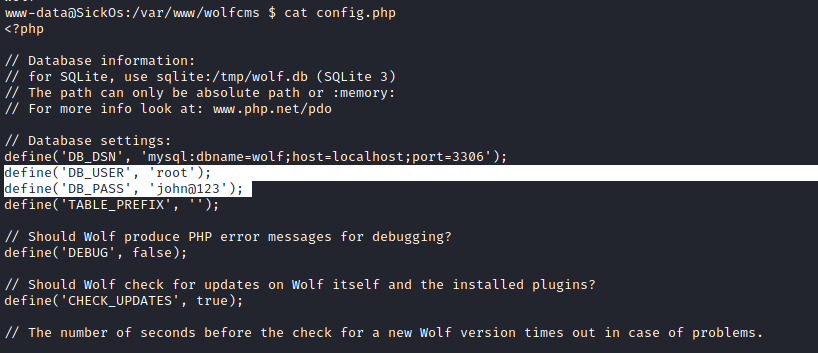 www-data@SickOs:/var/www/wolfcms $ cat config.php
<?php
// Database information:
// for SQLite, use sqlite:/tmp/wolf.db (SQLite 3)
// The path can only be absolute path or :memory:
// For more info look at: www.php.net/pdo
// Database settings:
define('DB_DSN', 'mysql:dbname=wolf;host=localhost;port=3306');
define('DB_USER', 'root');
define('DB_PASS', 'john@123');
define('TABLE_PREFIX', '');
// Should Wolf produce PHP error messages for debugging?
define('DEBUG', false);
// Should Wolf check for updates on Wolf itself and the installed plugins?
define('CHECK_UPDATES', true);
// The number of seconds before the check for a new Wolf version times out in case of problems.